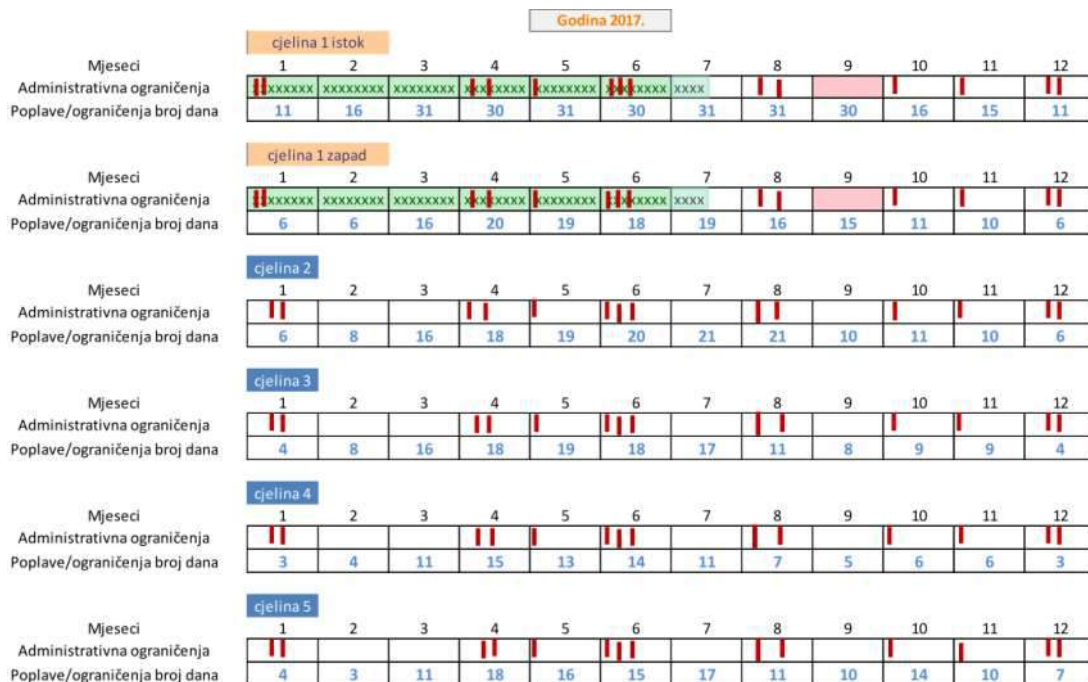 Godina 2017.
cjelina 1 istok
Mjeseci 1 2 3 4 5 6 7 8 9 10 11 12
Administrativna ograničenja xxxxxx xxxxxxxx xxxxxxxx xxxxxxxx xxxx
Poplave/ograničenja broj dana 11 16 31 30 31 30 31 31 30 16 15 11
cjelina 1 zapad
Mjeseci 1 2 3 4 5 6 7 8 9 10 11 12
Administrativna ograničenja xxxxxx xxxxxxxx xxxxxxxx xxxxxxxx xxxx
Poplave/ograničenja broj dana 6 6 16 20 19 18 19 16 15 11 10 6
cjelina 2
Mjeseci 1 2 3 4 5 6 7 8 9 10 11 12
Administrativna ograničenja
Poplave/ograničenja broj dana 6 8 16 18 19 20 21 21 10 11 10 6
cjelina 3
Mjeseci 1 2 3 4 5 6 7 8 9 10 11 12
Administrativna ograničenja
Poplave/ograničenja broj dana 4 8 16 18 19 18 17 11 8 9 9 4
cjelina 4
Mjeseci 1 2 3 4 5 6 7 8 9 10 11 12
Administrativna ograničenja
Poplave/ograničenja broj dana 3 4 11 15 13 14 11 7 5 6 6 3
cjelina 5
Mjeseci 1 2 3 4 5 6 7 8 9 10 11 12
Administrativna ograničenja
Poplave/ograničenja broj dana 4 3 11 18 16 15 17 11 10 14 10 7